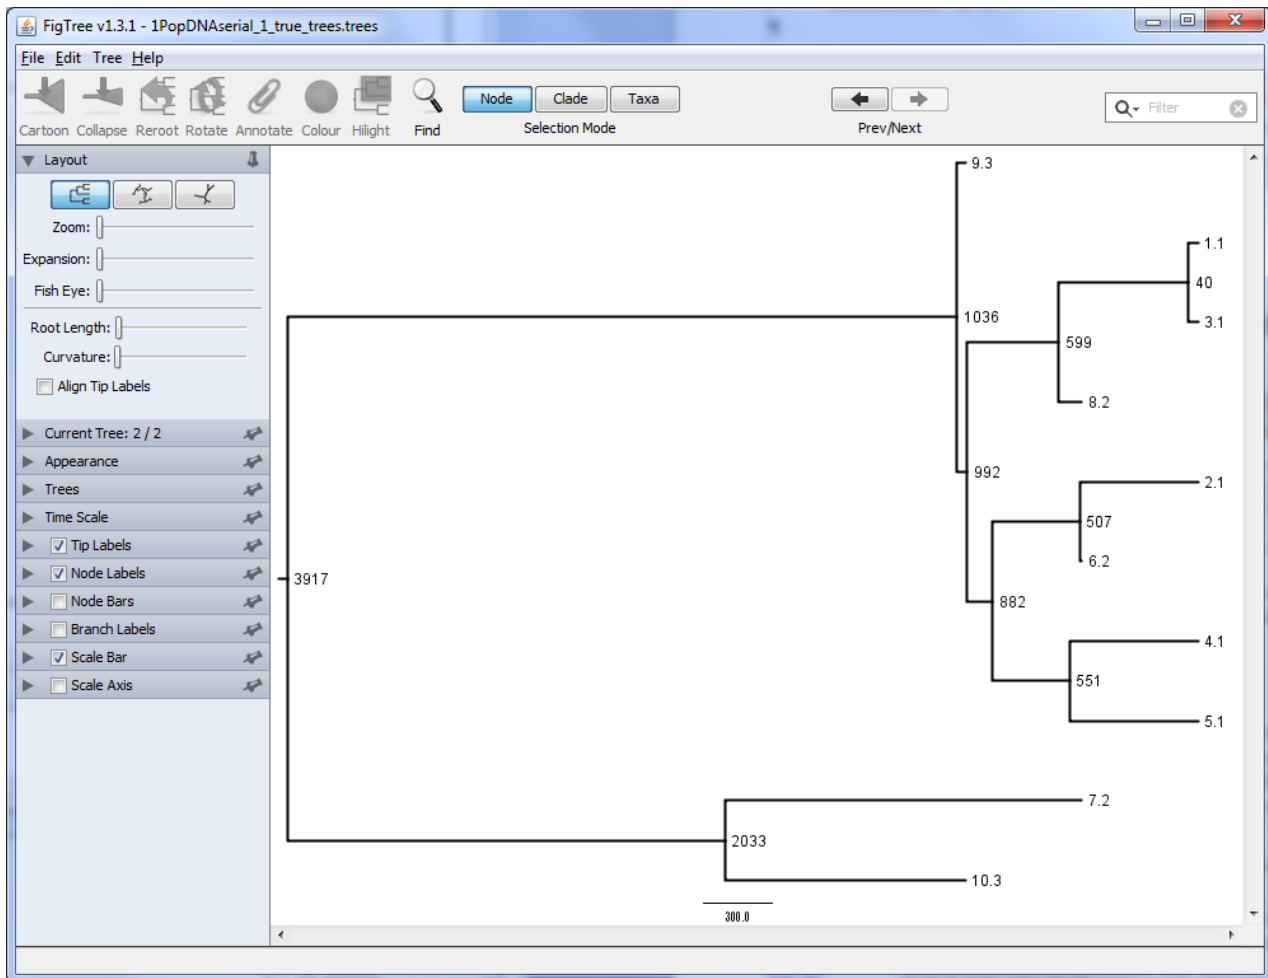 FigTree v1.3.1 - 1PopDNAserial_1_true_trees.trees
File Edit Tree Help
Cartoon Collapse Reroot Rotate Annotate Colour Hilight Find
Node Clade Taxa
Selection Mode
Prev/Next
Filter
Layout
Zoom:
Expansion:
Fish Eye:
Root Length:
Curvature:
Align Tip Labels
Current Tree: 2 / 2
Appearance
Trees
Time Scale
Tip Labels
Node Labels
Node Bars
Branch Labels
Scale Bar
Scale Axis
9.3
1.1
40
3.1
1036
599
8.2
992
2.1
507
6.2
3917
882
4.1
551
5.1
7.2
2033
10.3
300.0